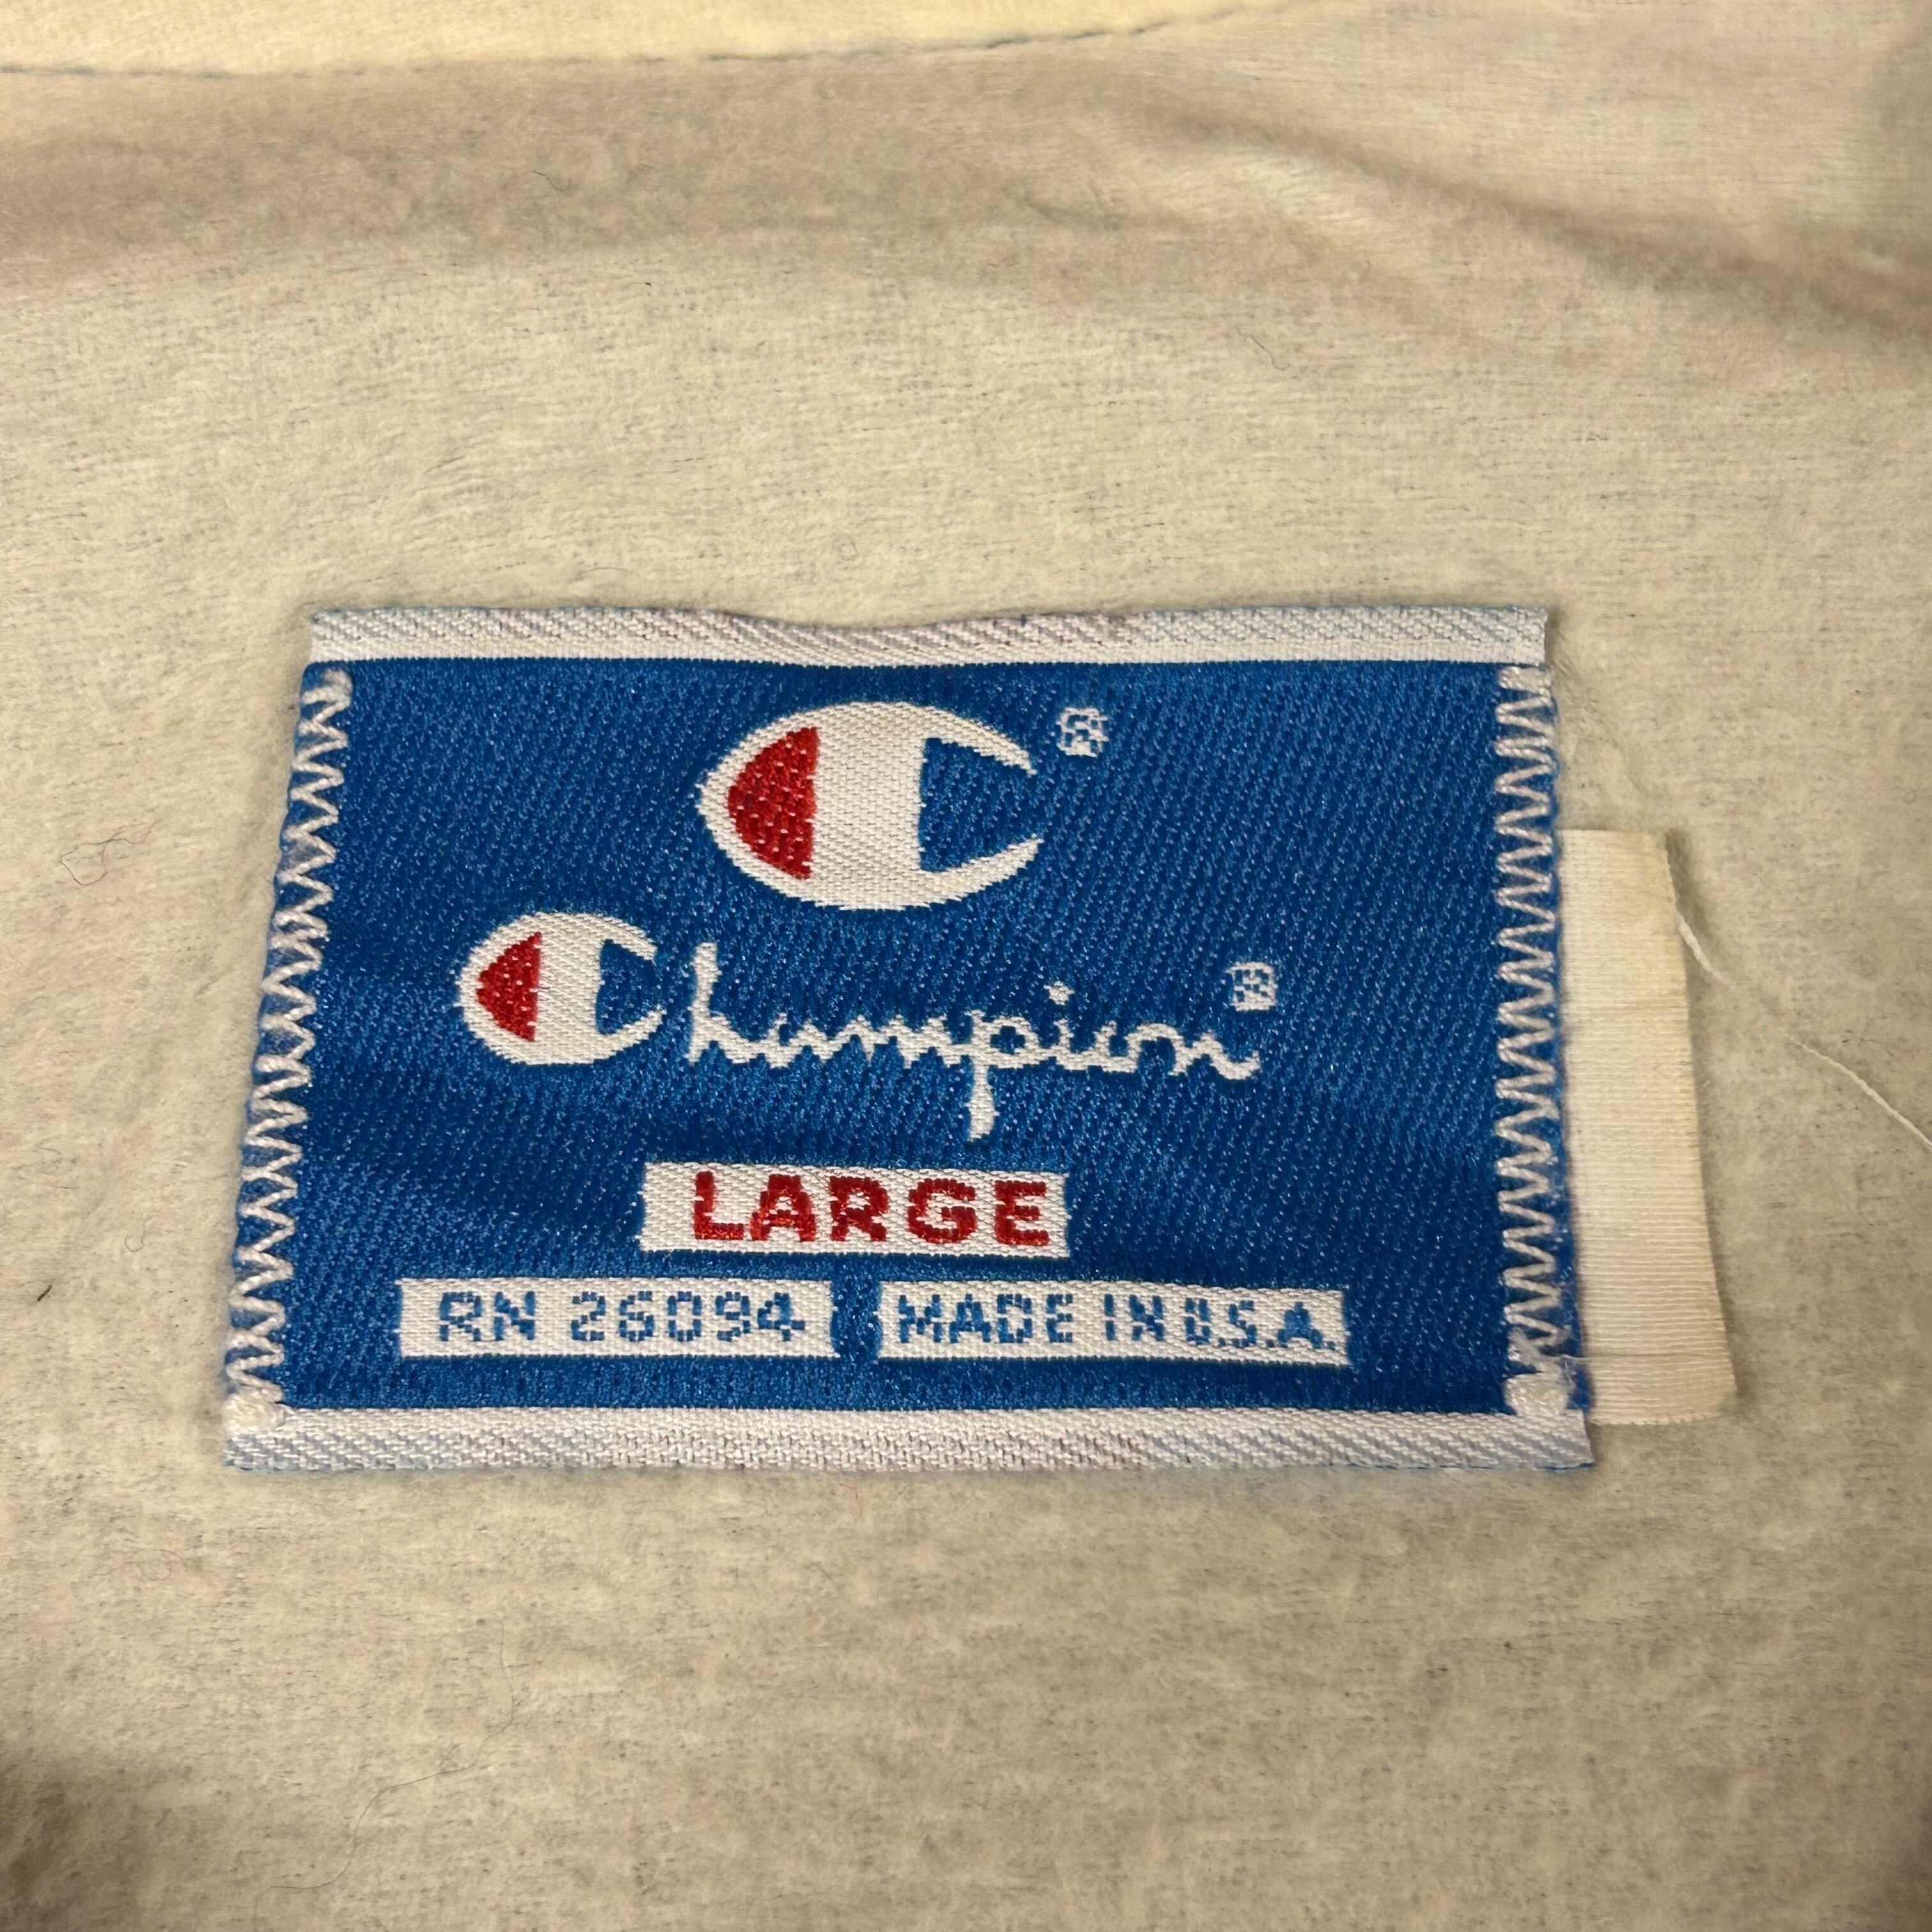 C®
Champion®
LARGE
RN 26094 MADE IN U.S.A.